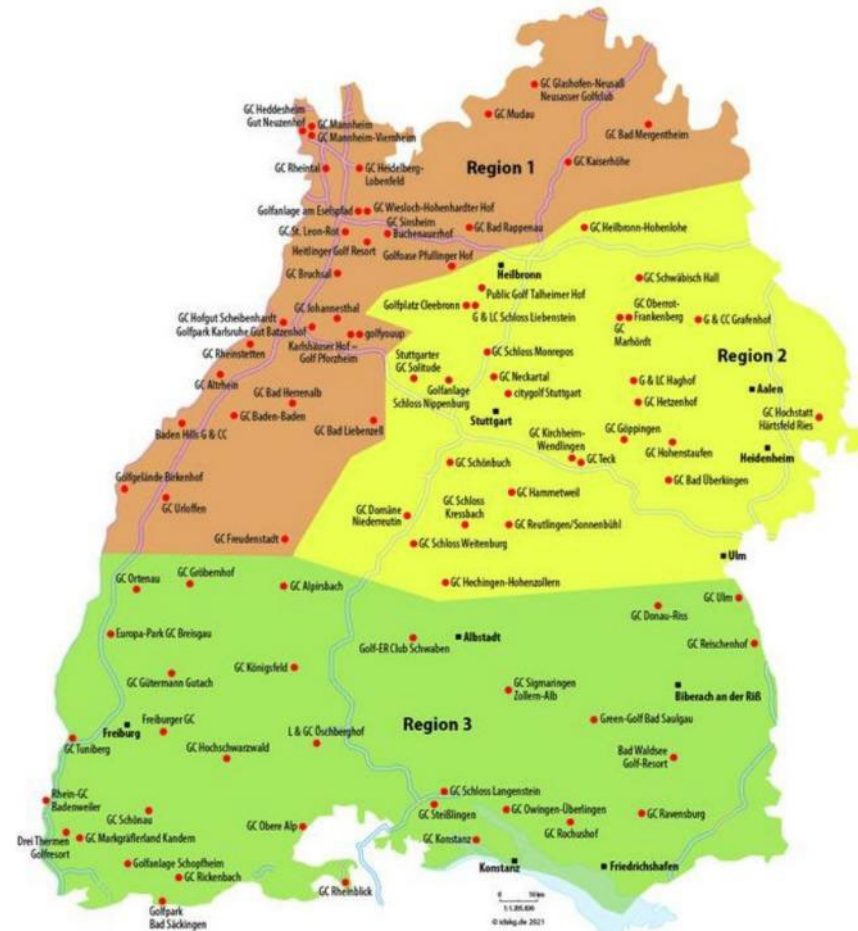 GC Glashofen-Neusaß
Neusasser Golfclub
GC Heddesheim
Gut Neuzenhof
GC Mannheim
GC Mannheim-Viernheim
GC Mudau
GC Bad Mergentheim
GC Rheintal
GC Heidelberg-
Lobenfeld
Region 1
GC Kaiserhöhe
Golfanlage am Eselspfad
GC Wiesloch-Hohenhardter Hof
GC St. Leon-Rot
GC Sinsheim
Buchenauerhof
GC Bad Rappenau
GC Heilbronn-Hohenlohe
Heitlinger Golf Resort
Golfoase Pfullinger Hof
GC Bruchsal
Heilbronn
GC Schwäbisch Hall
Public Golf Talheimer Hof
Golfplatz Cleebronn
G & LC Schloss Liebenstein
GC Oberrot-
Frankenberg
GC
Marhördt
G & CC Grafenhof
GC Hofgut Scheibenhardt
GC Johannesthal
Golfpark Karlsruhe Gut Batzenhof
golfyouup
Karlshäuser Hof –
Golf Pforzheim
GC Rheinstetten
Stuttgarter
GC Solitude
GC Schloss Monrepos
Region 2
GC Altrhein
Golfanlage
Schloss Nippenburg
GC Neckartal
citygolf Stuttgart
G & LC Haghof
Aalen
GC Bad Herrenalb
GC Hetzenhof
GC Baden-Baden
Stuttgart
GC Hochstatt
Härtsfeld Ries
Baden Hills G & CC
GC Bad Liebenzell
GC Kirchheim-
Wendlingen
GC Göppingen
GC Hohenstaufen
Heidenheim
GC Schönbuch
GC Teck
GC Bad Überkingen
Golfgelände Birkenhof
GC Urloffen
GC Hammetweil
GC Domäne
Niederreutin
GC Schloss
Kressbach
GC Reutlingen/Sonnenbühl
GC Freudenstadt
GC Schloss Weitenburg
Ulm
GC Ortenau
GC Gröbernhof
GC Alpirsbach
GC Hechingen-Hohenzollern
GC Ulm
GC Donau-Riss
Europa-Park GC Breisgau
Golf-ER Club Schwaben
Albstadt
GC Reischenhof
GC Gütermann Gutach
GC Königsfeld
GC Sigmaringen
Zollern-Alb
Biberach an der Riß
Freiburg
Freiburger GC
L & GC Öschberghof
Region 3
Green-Golf Bad Saulgau
GC Tuniberg
GC Hochschwarzwald
Bad Waldsee
Golf-Resort
Rhein-GC
Badenweiler
GC Schloss Langenstein
GC Schönau
GC Steißlingen
GC Owingen-Überlingen
GC Ravensburg
Drei Thermen
Golfresort
GC Markgräflerland Kandern
GC Obere Alp
GC Rochushof
GC Konstanz
Golfanlage Schopfheim
Konstanz
Friedrichshafen
GC Rickenbach
GC Rheinblick
Golfpark
Bad Säckingen
0
10 km
© 2021